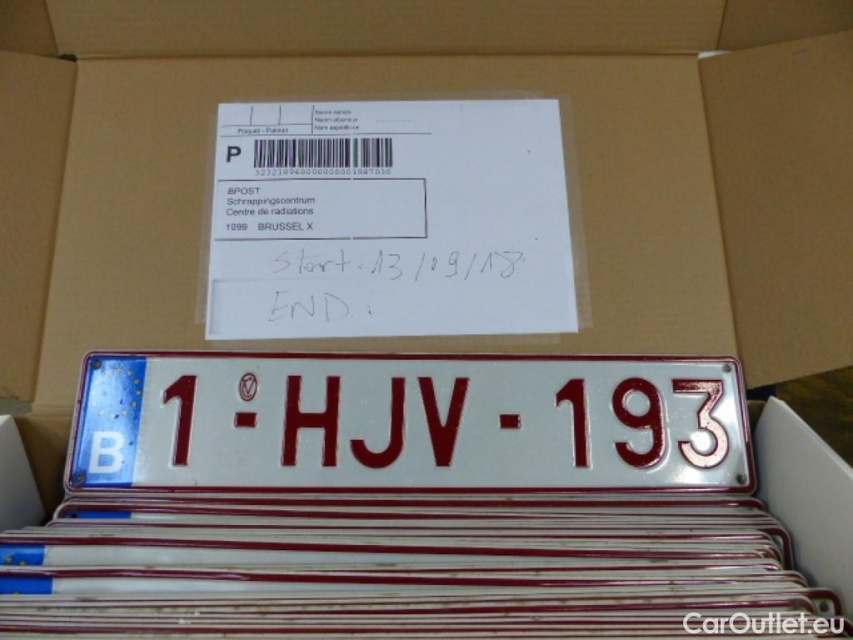 Paquet - Pakket
P
BPOST
Schrappingscentrum
Centre de radiations
1099 BRUSSEL X
Start. 13/09/18
END.
B 1-HJV-193
CarOutlet.eu